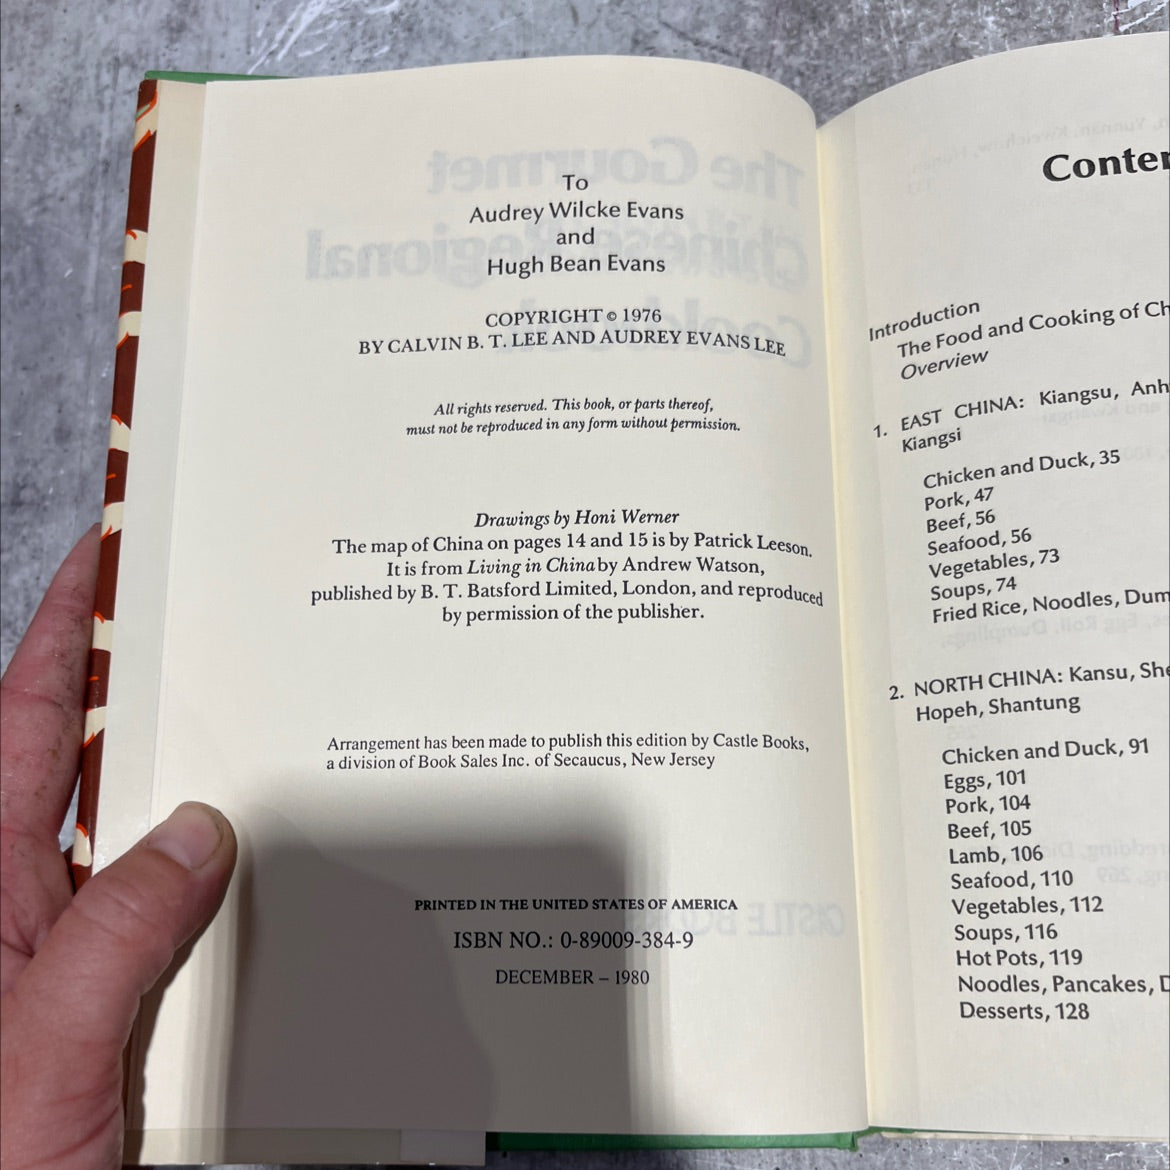 To
Audrey Wilcke Evans
and
Hugh Bean Evans
COPYRIGHT © 1976
BY CALVIN B. T. LEE AND AUDREY EVANS LEE
All rights reserved. This book, or parts thereof,
must not be reproduced in any form without permission.
Drawings by Honi Werner
The map of China on pages 14 and 15 is by Patrick Leeson.
It is from Living in China by Andrew Watson,
published by B. T. Batsford Limited, London, and reproduced
by permission of the publisher.
Arrangement has been made to publish this edition by Castle Books,
a division of Book Sales Inc. of Secaucus, New Jersey
PRINTED IN THE UNITED STATES OF AMERICA
ISBN NO.: 0-89009-384-9
DECEMBER – 1980
Conter
Introduction
The Food and Cooking of Ch
Overview
1. EAST CHINA: Kiangsu, Anh
Kiangsi
Chicken and Duck, 35
Pork, 47
Beef, 56
Seafood, 56
Vegetables, 73
Soups, 74
Fried Rice, Noodles, Dum
2. NORTH CHINA: Kansu, She
Hopeh, Shantung
Chicken and Duck, 91
Eggs, 101
Pork, 104
Beef, 105
Lamb, 106
Seafood, 110
Vegetables, 112
Soups, 116
Hot Pots, 119
Noodles, Pancakes, D
Desserts, 128